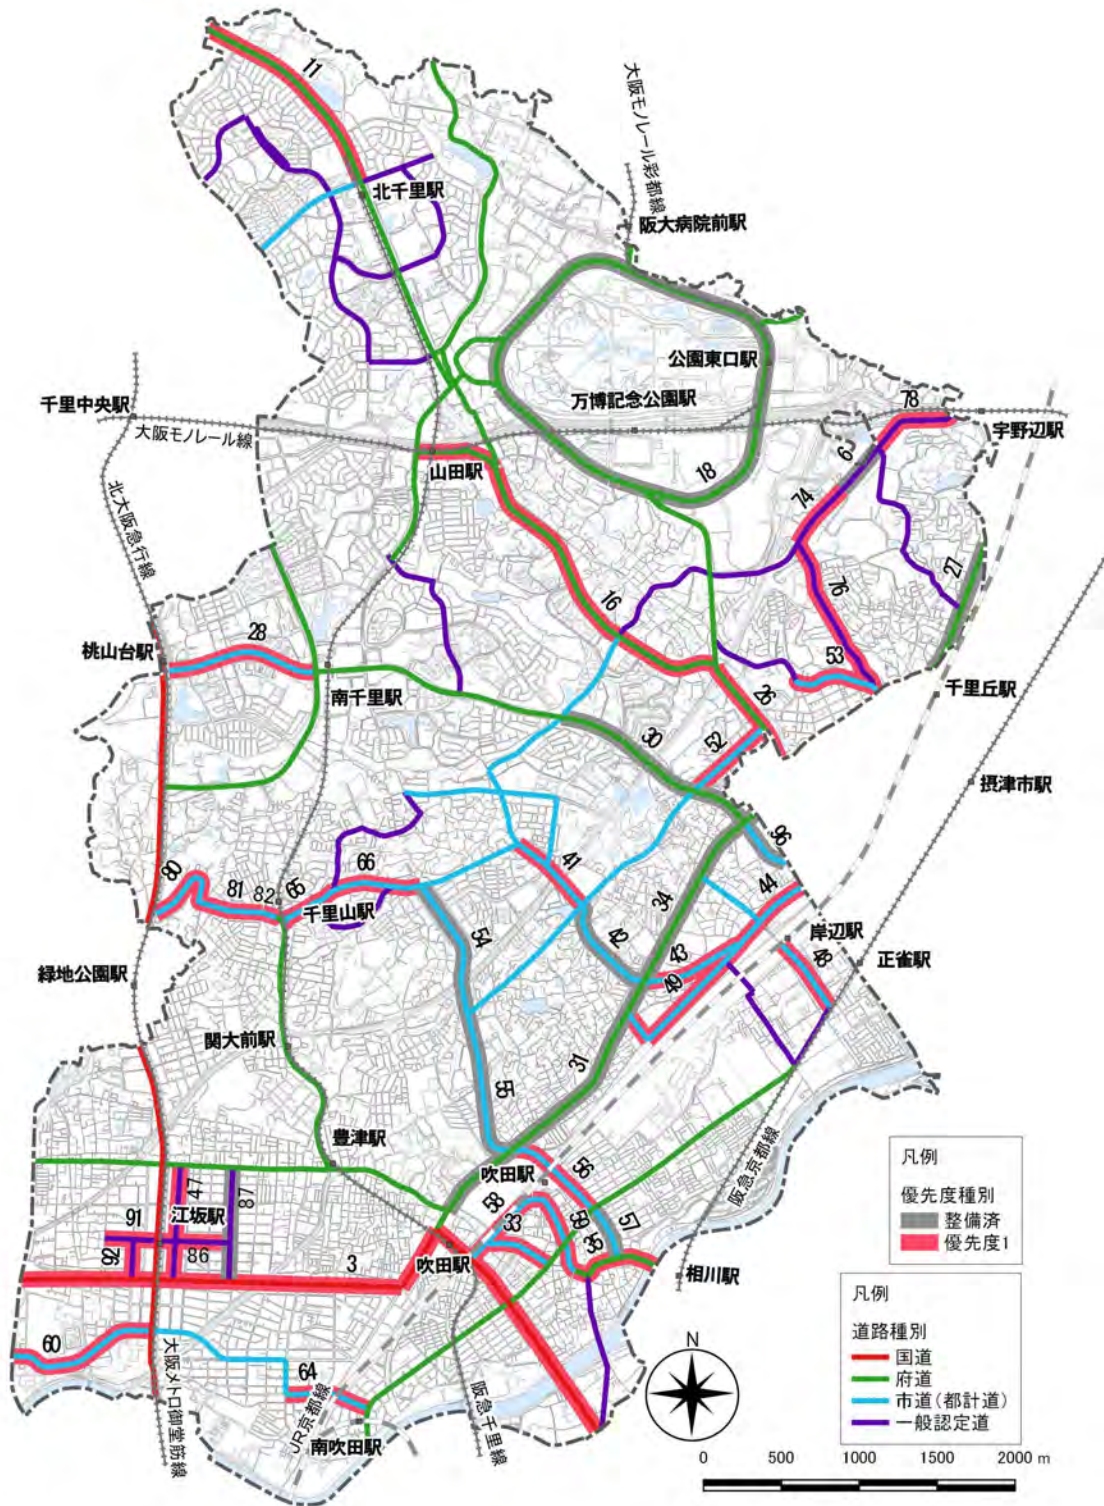 11
大阪モノレール彩都線
北千里駅
阪大病院前駅
公園東口駅
千里中央駅
万博記念公園駅
78
宇野辺駅
大阪モノレール線
山田駅
6
18
74
北大阪急行線
27
16
76
28
桃山台駅
53
南千里駅
26
千里丘駅
30
52
摂津市駅
96
41
80
66
81
82
65
44
千里山駅
34
54
42
岸辺駅
43
48
正雀駅
緑地公園駅
49
関大前駅
31
55
豊津駅
阪急京都線
吹田駅
56
47
87
58
江坂駅
91
33
59
57
92
86
35
3
吹田駅
相川駅
60
大阪メトロ御堂筋線
64
JR京都線
阪急千里線
南吹田駅
凡例
優先度種別
整備済
優先度1
凡例
道路種別
国道
府道
市道(都計道)
一般認定道
N
0 500 1000 1500 2000 m